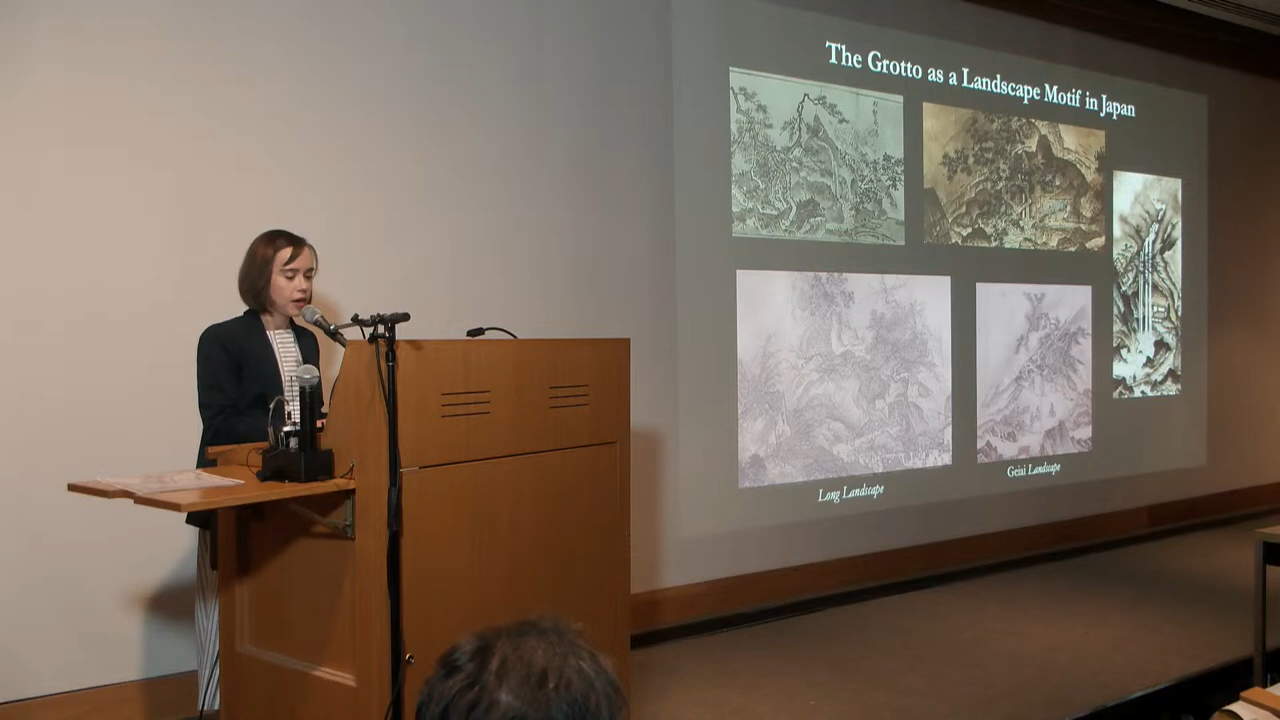 The Grotto as a Landscape Motif in Japan
Long Landscape
Geiai Landscape